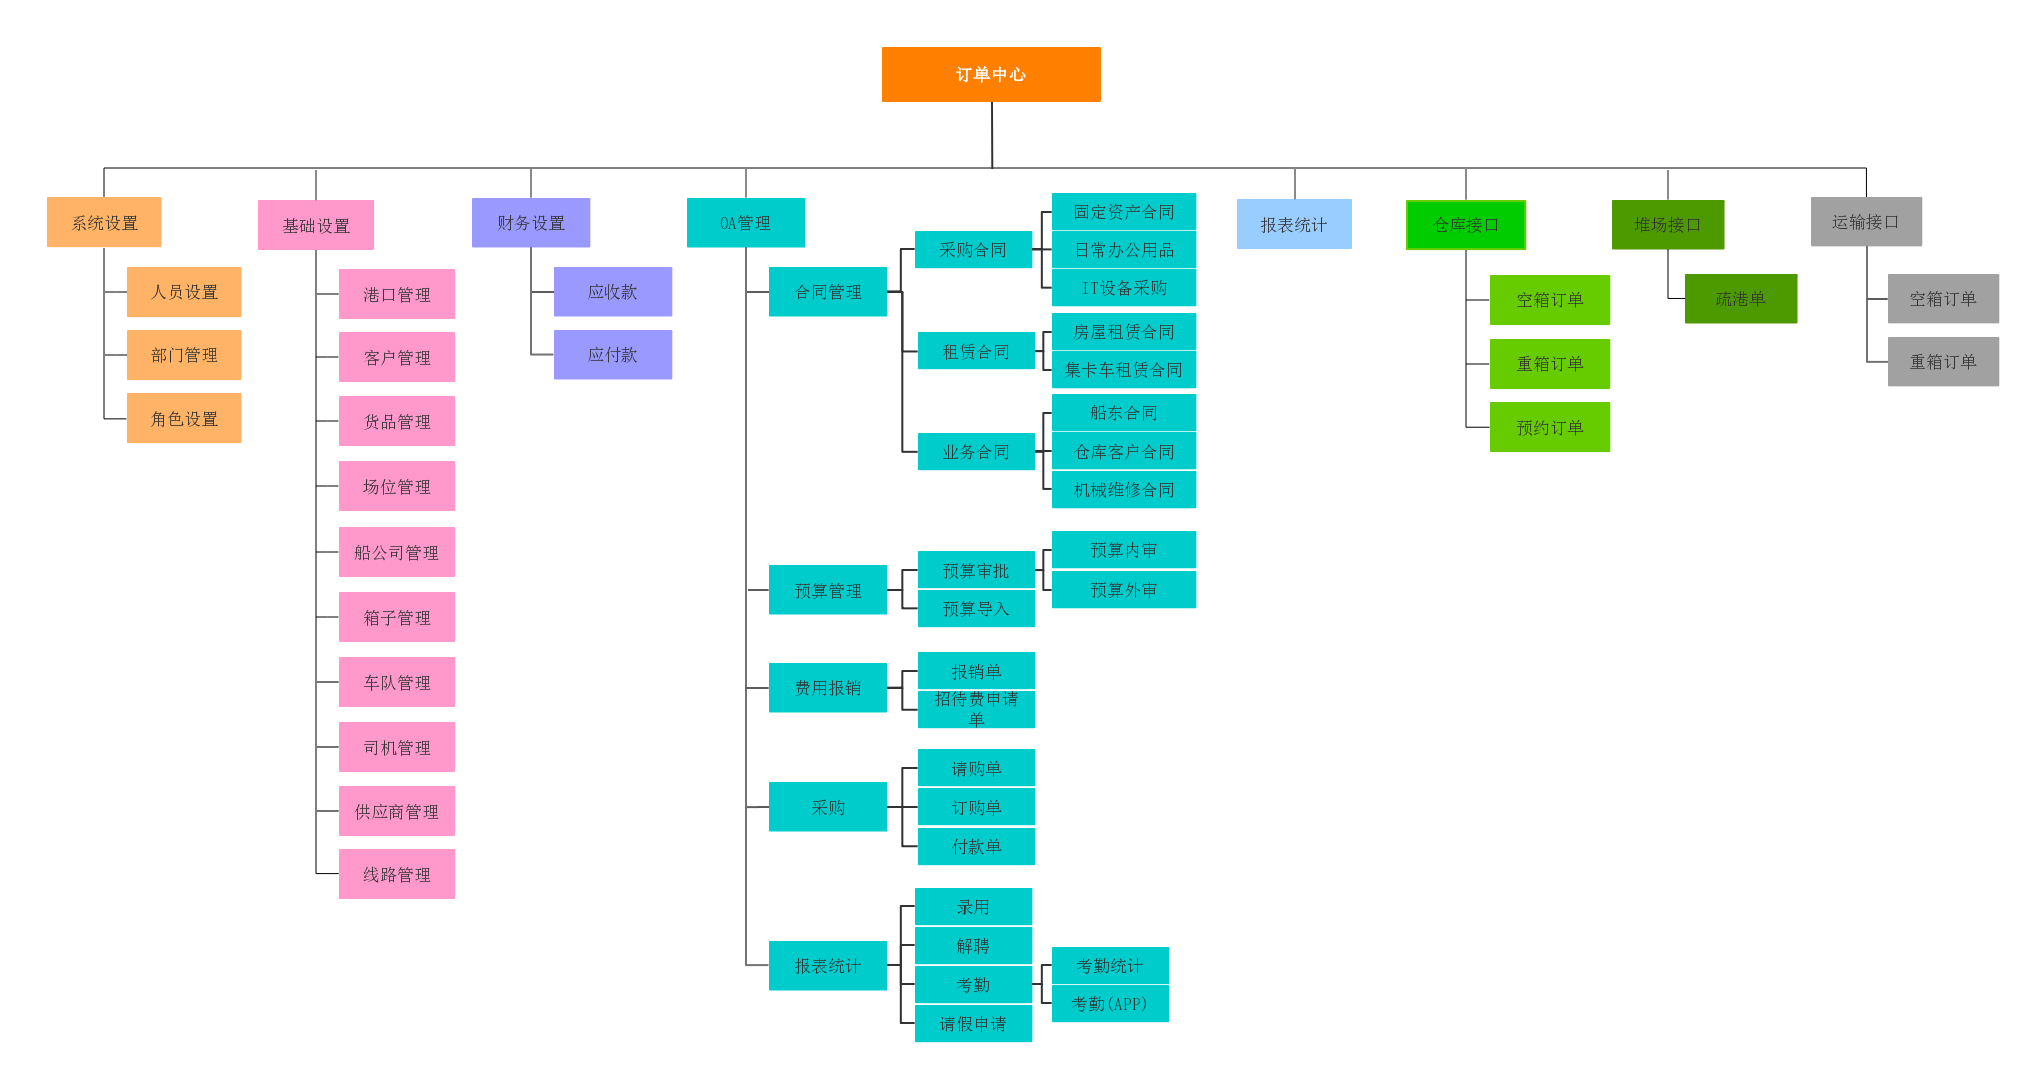 订单中心
系统设置
人员设置
部门管理
角色设置
基础设置
港口管理
客户管理
货品管理
场位管理
船公司管理
箱子管理
车队管理
司机管理
供应商管理
线路管理
财务设置
应收款
应付款
OA管理
合同管理
采购合同
固定资产合同
日常办公用品
IT设备采购
租赁合同
房屋租赁合同
集卡车租赁合同
业务合同
船东合同
仓库客户合同
机械维修合同
预算管理
预算审批
预算内审
预算外审
预算导入
费用报销
报销单
招待费申请
单
采购
请购单
订购单
付款单
报表统计
录用
解聘
考勤
考勤统计
考勤(APP)
请假申请
报表统计
仓库接口
空箱订单
重箱订单
预约订单
堆场接口
疏港单
运输接口
空箱订单
重箱订单